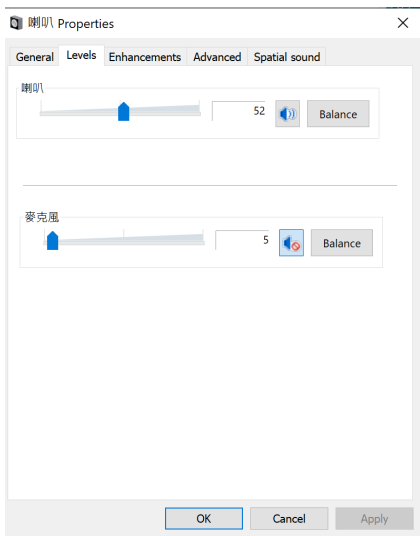 喇叭 Properties
General Levels Enhancements Advanced Spatial sound
喇叭
52 Balance
麥克風
5 Balance
OK Cancel Apply